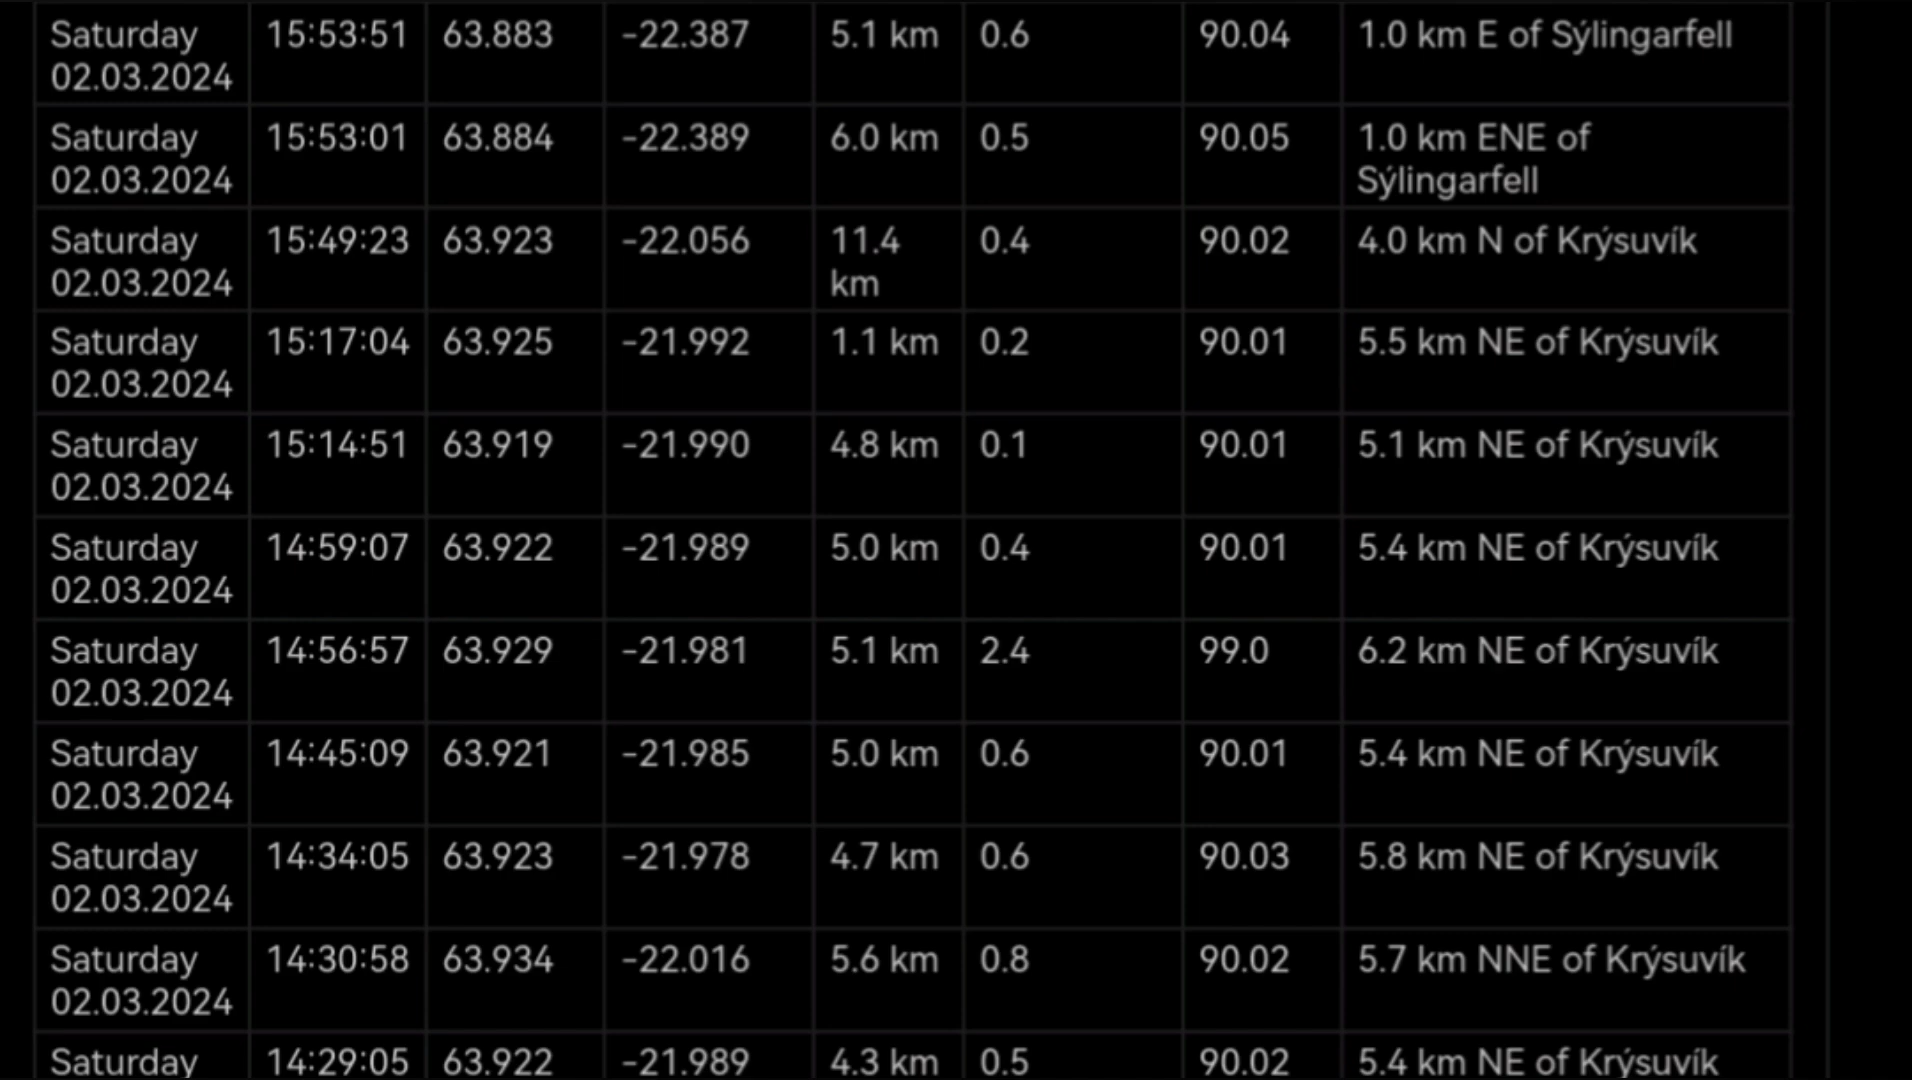 Saturday 15:53:51 63.883 -22.387 5.1 km 0.6 90.04 1.0 km E of Sýlingarfell
02.03.2024
Saturday 15:53:01 63.884 -22.389 6.0 km 0.5 90.05 1.0 km ENE of
02.03.2024 Sýlingarfell
Saturday 15:49:23 63.923 -22.056 11.4 0.4 90.02 4.0 km N of Krýsuvík
02.03.2024 km
Saturday 15:17:04 63.925 -21.992 1.1 km 0.2 90.01 5.5 km NE of Krýsuvík
02.03.2024
Saturday 15:14:51 63.919 -21.990 4.8 km 0.1 90.01 5.1 km NE of Krýsuvík
02.03.2024
Saturday 14:59:07 63.922 -21.989 5.0 km 0.4 90.01 5.4 km NE of Krýsuvík
02.03.2024
Saturday 14:56:57 63.929 -21.981 5.1 km 2.4 99.0 6.2 km NE of Krýsuvík
02.03.2024
Saturday 14:45:09 63.921 -21.985 5.0 km 0.6 90.01 5.4 km NE of Krýsuvík
02.03.2024
Saturday 14:34:05 63.923 -21.978 4.7 km 0.6 90.03 5.8 km NE of Krýsuvík
02.03.2024
Saturday 14:30:58 63.934 -22.016 5.6 km 0.8 90.02 5.7 km NNE of Krýsuvík
02.03.2024
Saturday 14:29:05 63.922 -21.989 4.3 km 0.5 90.02 5.4 km NE of Krýsuvík